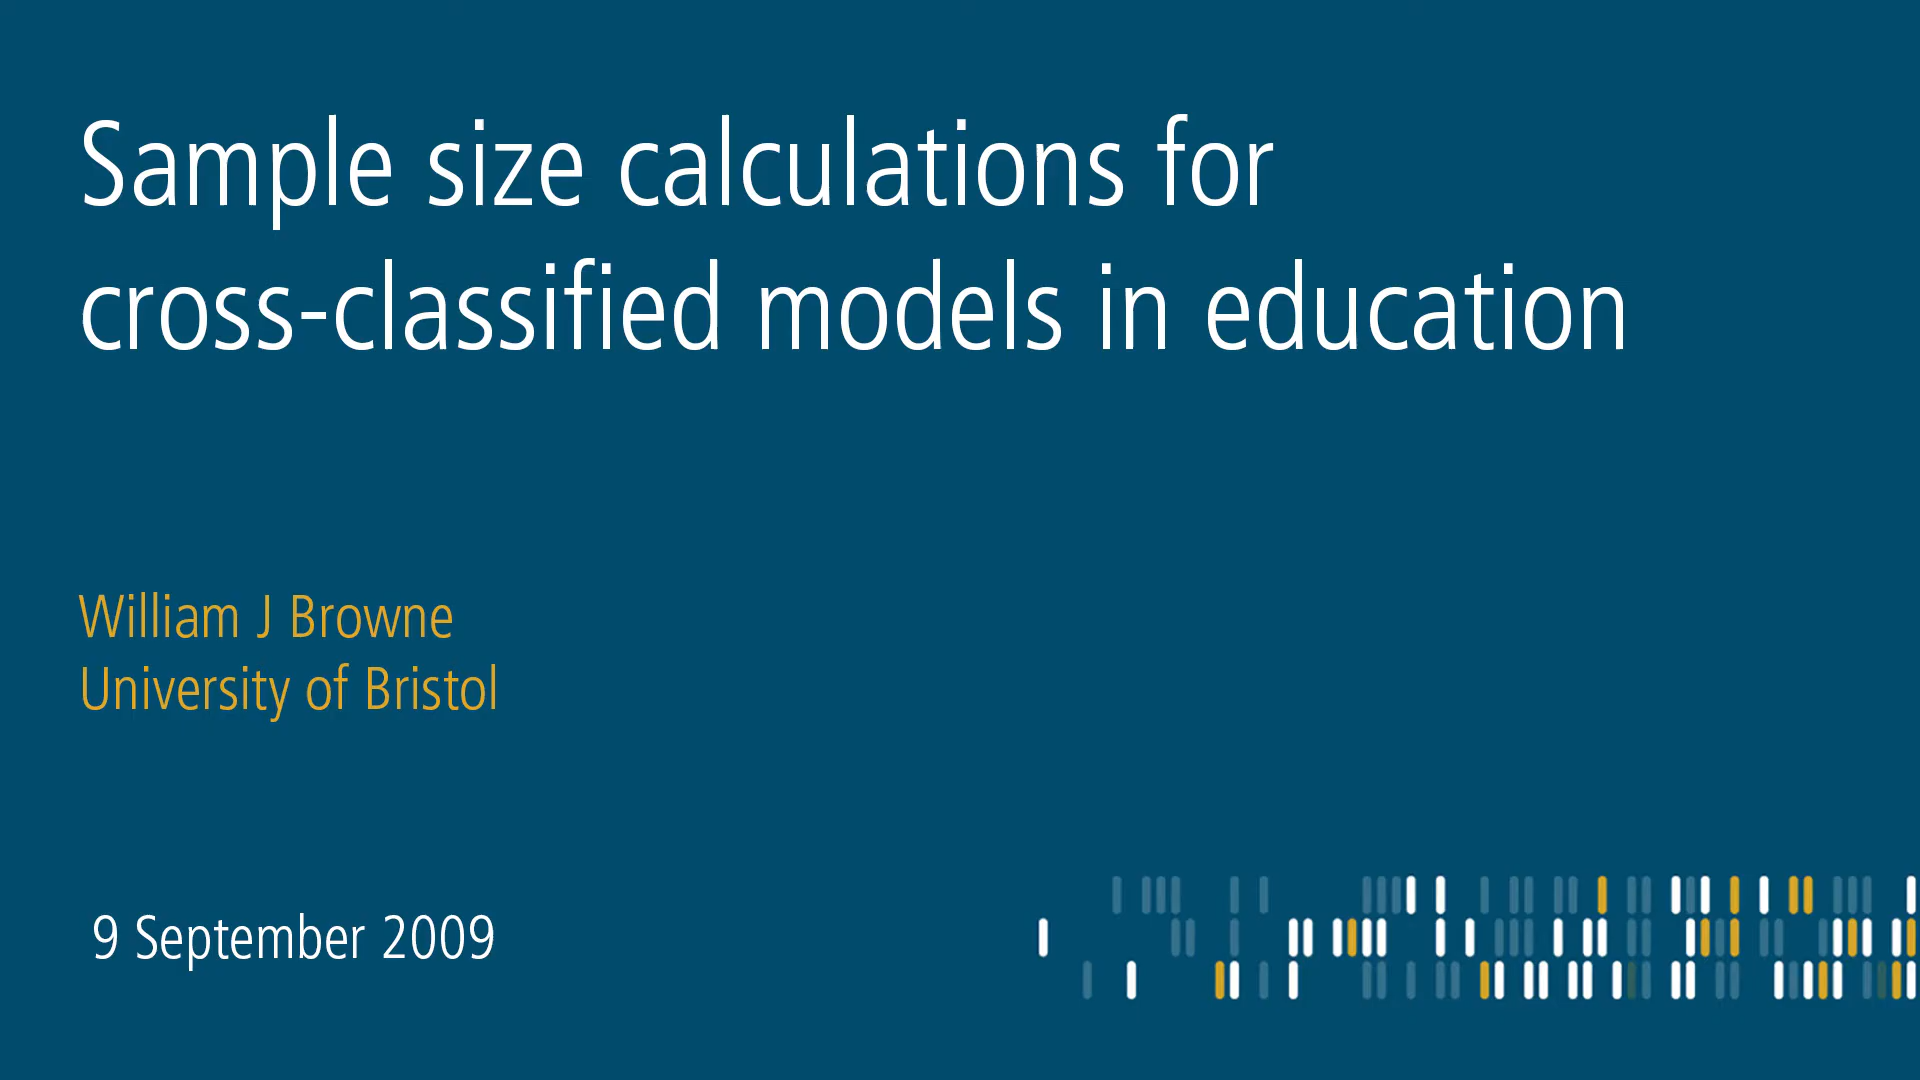 Sample size calculations for
cross-classified models in education
William J Browne
University of Bristol
9 September 2009